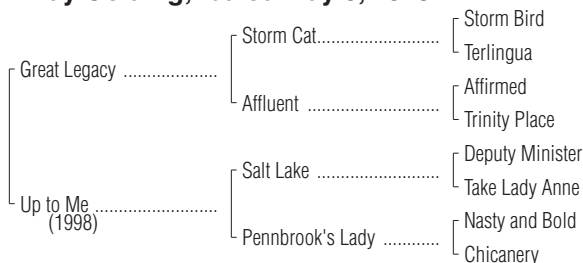 Storm Bird
Storm Cat..........................
Terlingua
Great Legacy ....................
Affirmed
Affluent ............................
Trinity Place
Deputy Minister
Salt Lake ..........................
Take Lady Anne
Up to Me ..........................
(1998)
Nasty and Bold
Pennbrook's Lady ............
Chicanery